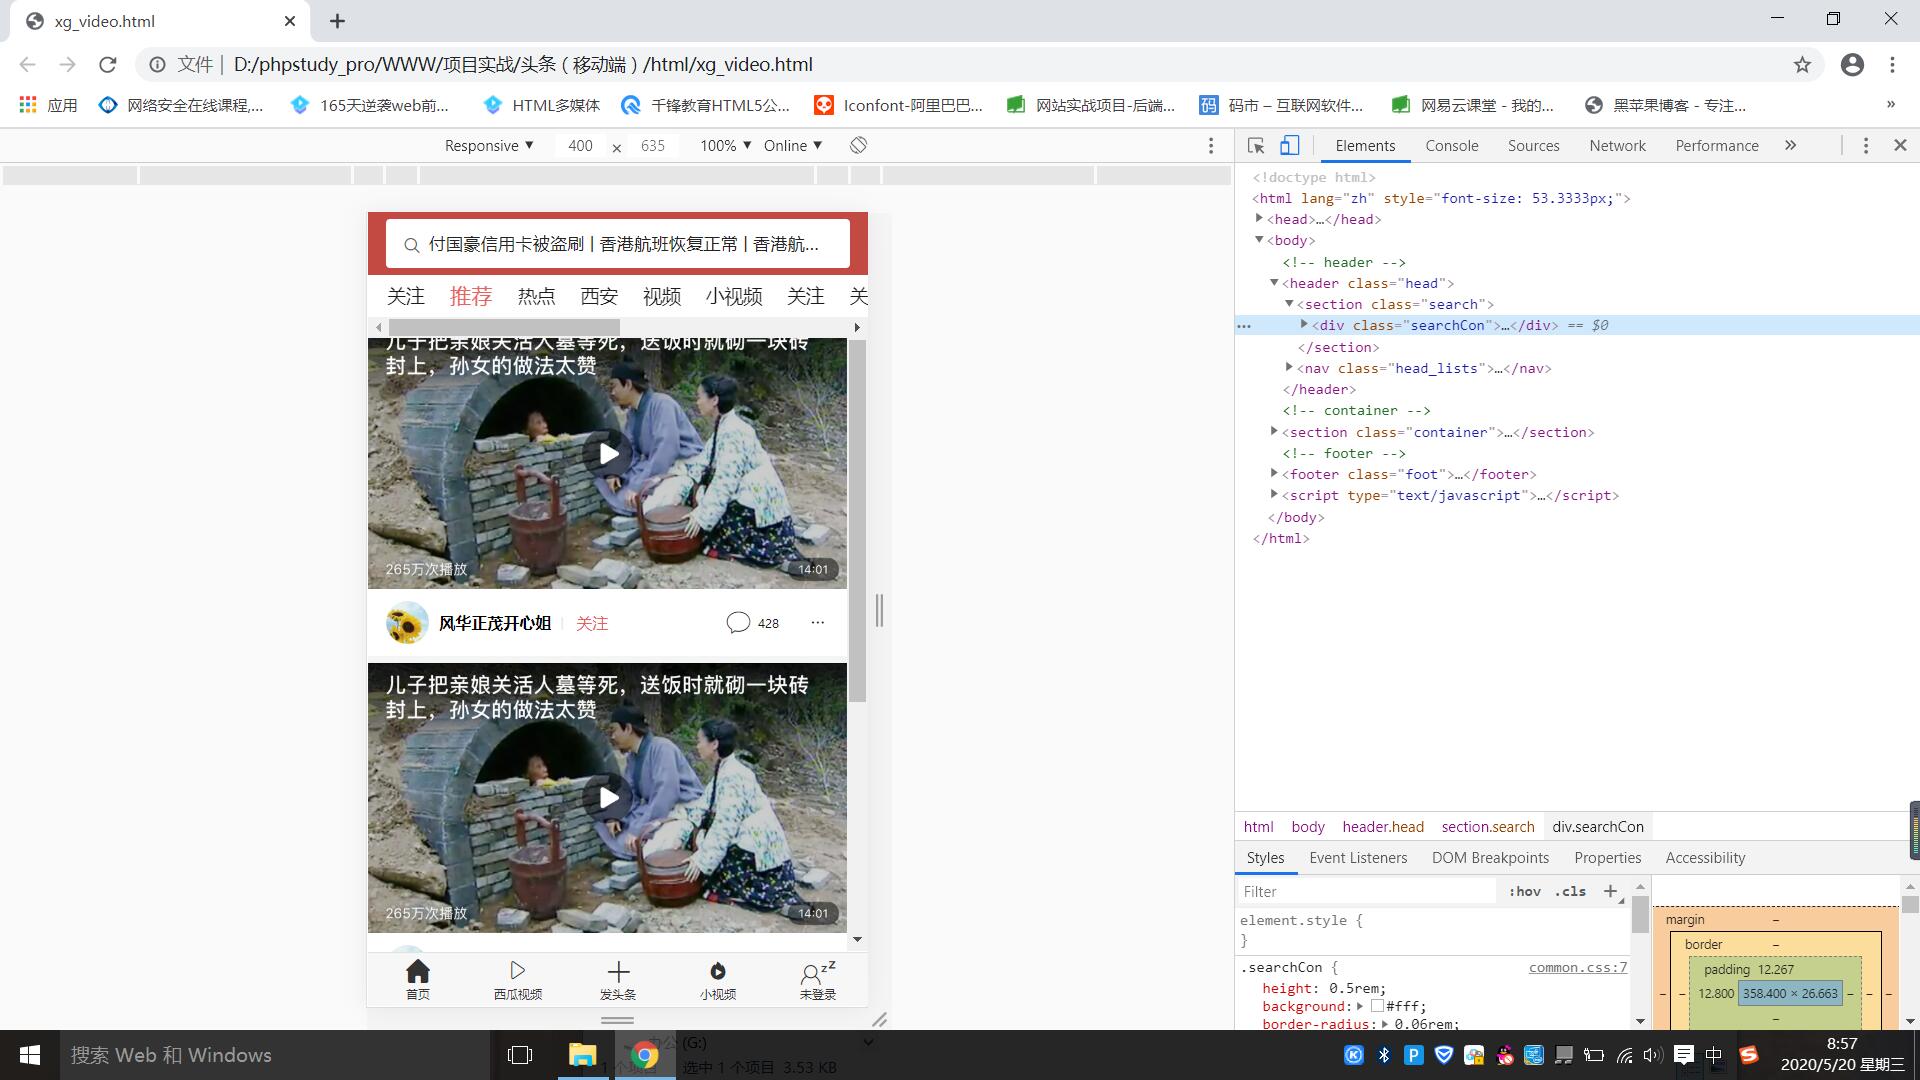 xg_video.html
文件 | D:/phpstudy_pro/WWW/项目实战/头条（移动端）/html/xg_video.html
应用 网络安全在线课程,... 165天逆袭web前... HTML多媒体 千锋教育HTML5公... Iconfont-阿里巴巴... 网站实战项目-后端... 码市 – 互联网软件... 网易云课堂 - 我的... 黑苹果博客 - 专注... »
Responsive 400 x 635 100% Online
Elements Console Sources Network Performance »
<!doctype html>
<html lang="zh" style="font-size: 53.3333px;">
<head>…</head>
<body>
<!-- header -->
<header class="head">
<section class="search">
<div class="searchCon">…</div> == $0
</section>
<nav class="head_lists">…</nav>
</header>
<!-- container -->
<section class="container">…</section>
<!-- footer -->
<footer class="foot">…</footer>
<script type="text/javascript">…</script>
</body>
</html>
付国豪信用卡被盗刷 | 香港航班恢复正常 | 香港航...
关注 推荐 热点 西安 视频 小视频 关注 关
儿子把亲娘关活人墓等死，送饭时就砌一块砖
封上，孙女的做法太赞
265万次播放 14:01
风华正茂开心姐 | 关注 428 ...
儿子把亲娘关活人墓等死，送饭时就砌一块砖
封上，孙女的做法太赞
265万次播放 14:01
首页 西瓜视频 发头条 小视频 未登录
html body header.head section.search div.searchCon
Styles Event Listeners DOM Breakpoints Properties Accessibility
Filter :hov .cls +
element.style {
}
.searchCon { common.css:7
height: 0.5rem;
background: #fff;
border-radius: 0.06rem;
margin –
border –
padding 12.267
– – 12.800 358.400 × 26.663 – – –
–
搜索 Web 和 Windows
办公 (G:)
1 个项目 选中 1 个项目 3.53 KB
中
8:57
2020/5/20 星期三